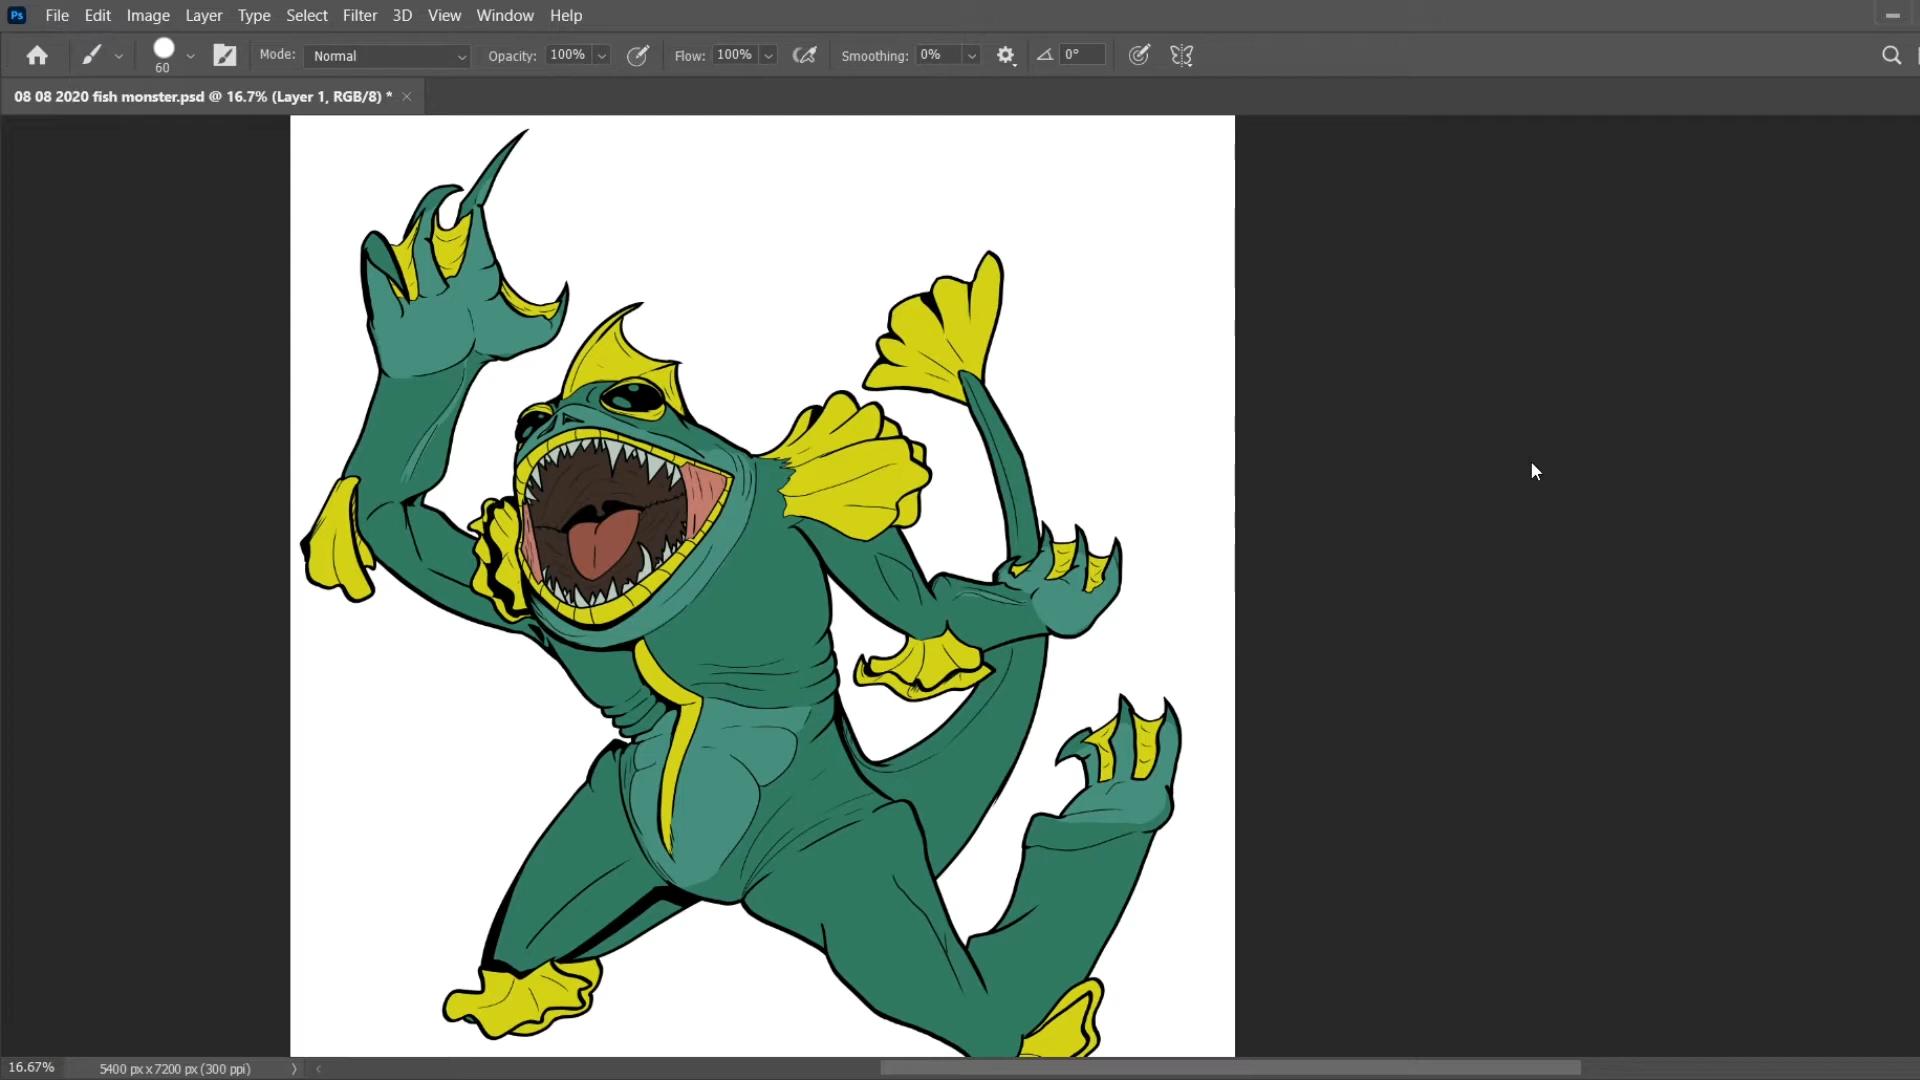 Ps File Edit Image Layer Type Select Filter 3D View Window Help
60 Mode: Normal Opacity: 100% Flow: 100% Smoothing: 0% 0°
08 08 2020 fish monster.psd @ 16.7% (Layer 1, RGB/8) *
16.67% 5400 px x 7200 px (300 ppi)